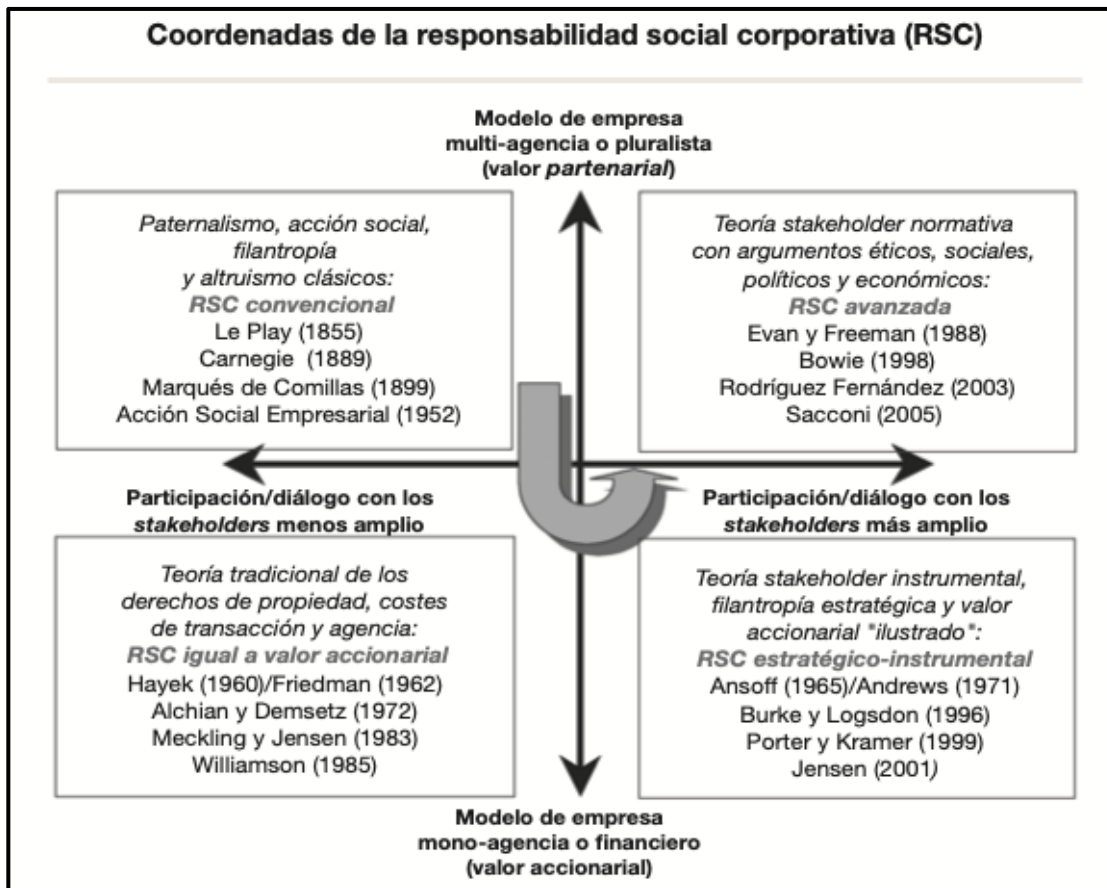 Coordenadas de la responsabilidad social corporativa (RSC)
Modelo de empresa
multi-agencia o pluralista
(valor partenarial)
Paternalismo, acción social,
filantropía
y altruismo clásicos:
RSC convencional
Le Play (1855)
Carnegie (1889)
Marqués de Comillas (1899)
Acción Social Empresarial (1952)
Teoría stakeholder normativa
con argumentos éticos, sociales,
políticos y económicos:
RSC avanzada
Evan y Freeman (1988)
Bowie (1998)
Rodríguez Fernández (2003)
Sacconi (2005)
Participación/diálogo con los
stakeholders menos amplio
Participación/diálogo con los
stakeholders más amplio
Teoría tradicional de los
derechos de propiedad, costes
de transacción y agencia:
RSC igual a valor accionarial
Hayek (1960)/Friedman (1962)
Alchian y Demsetz (1972)
Meckling y Jensen (1983)
Williamson (1985)
Teoría stakeholder instrumental,
filantropía estratégica y valor
accionarial "ilustrado":
RSC estratégico-instrumental
Ansoff (1965)/Andrews (1971)
Burke y Logsdon (1996)
Porter y Kramer (1999)
Jensen (2001)
Modelo de empresa
mono-agencia o financiero
(valor accionarial)